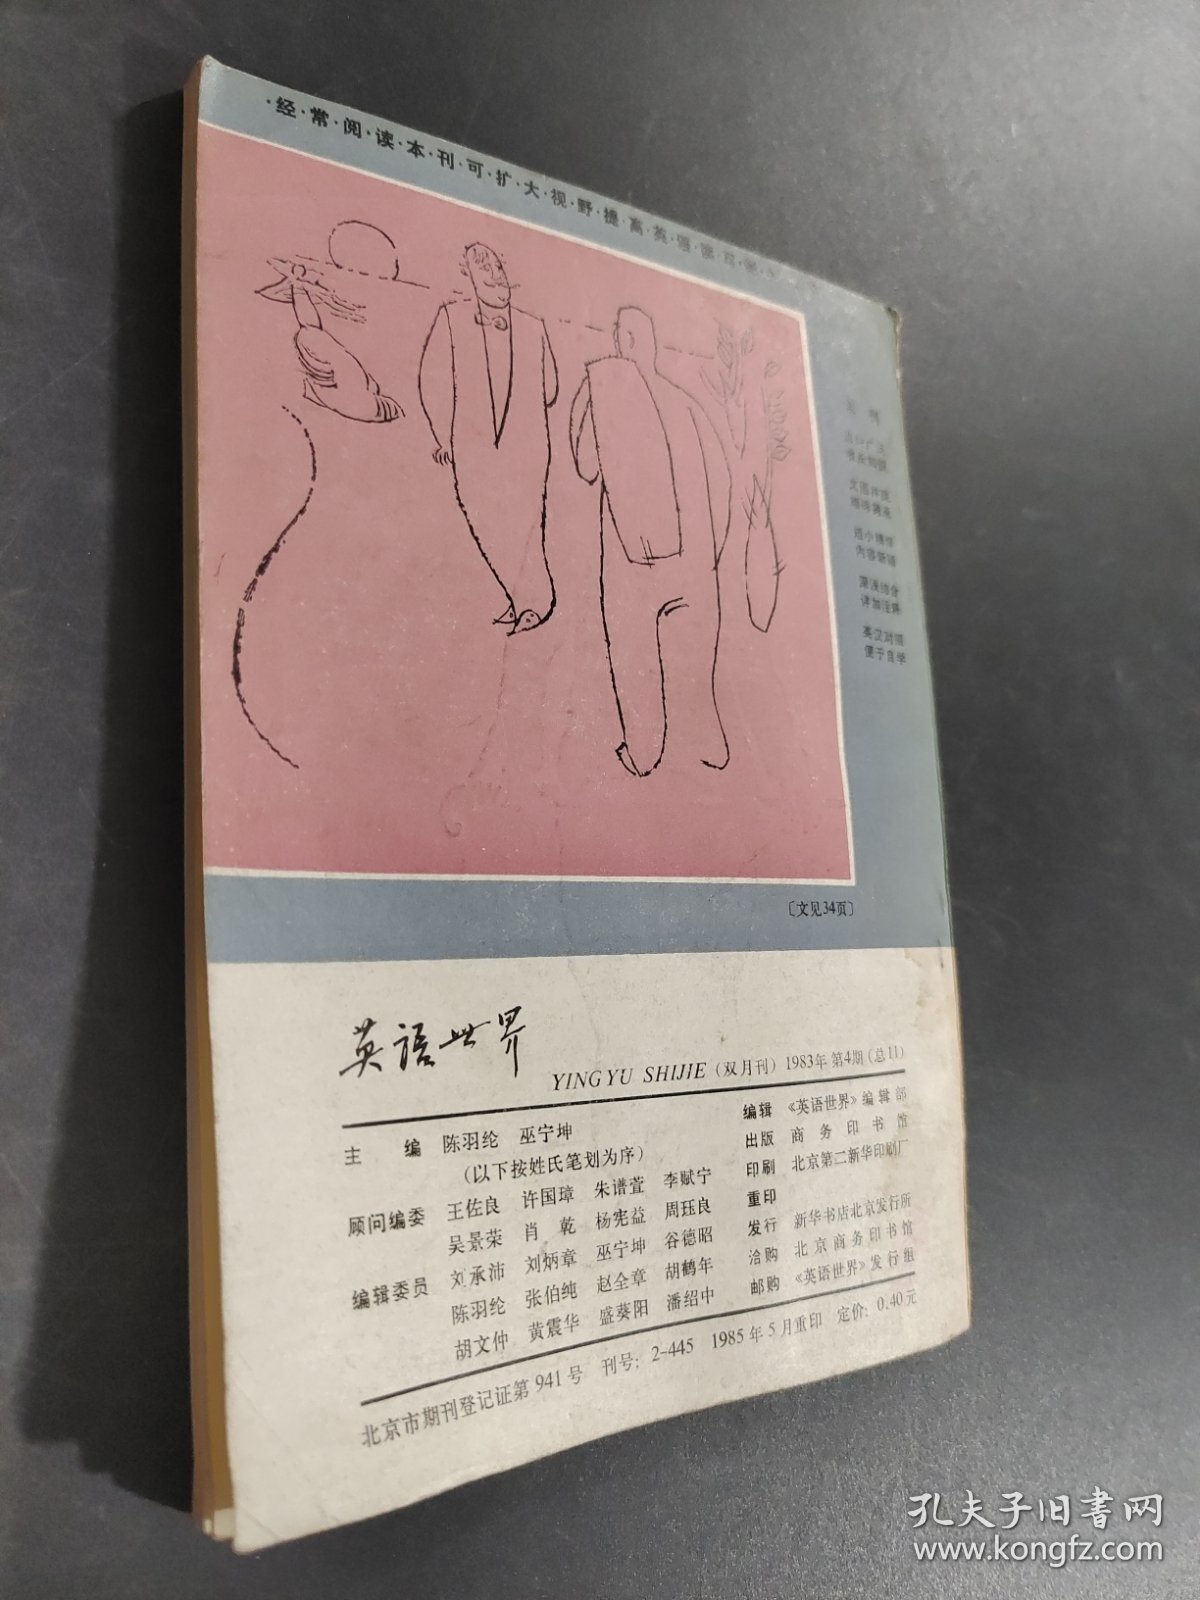 ·经·常·阅·读·本·刊·可·扩·大·视·野·提·高·英·语
英汉对照
便于自学
〔文见34页〕
英語世界
YINGYU SHIJIE (双月刊) 1983年 第4期 (总11)
主 编 陈羽纶 巫宁坤
(以下按姓氏笔划为序)
顾问编委 王佐良 许国璋 朱谱萱 李赋宁
吴景荣 肖乾 杨宪益 周珏良
编辑委员 刘承沛 刘炳章 巫宁坤 谷德昭
陈羽纶 张伯纯 赵全章 胡鹤年
胡文仲 黄震华 盛葵阳 潘绍中
编辑 《英语世界》编辑部
出版 商务印书馆
印刷 北京第二新华印刷厂
重印
发行 新华书店北京发行所
洽购 北京商务印书馆
邮购 《英语世界》发行组
北京市期刊登记证第941号 刊号: 2-445 1985年5月重印 定价: 0.40元
孔夫子旧书网
www.kongfz.com